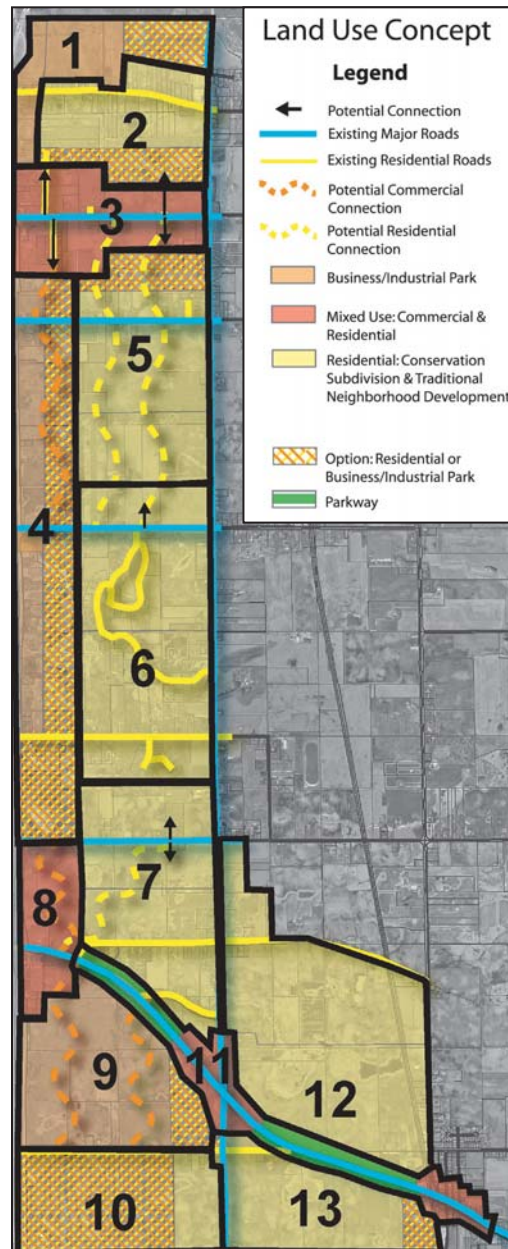 Land Use Concept
Legend
Potential Connection
Existing Major Roads
Existing Residential Roads
Potential Commercial
Connection
Potential Residential
Connection
Business/Industrial Park
Mixed Use: Commercial &
Residential
Residential: Conservation
Subdivision & Traditional
Neighborhood Development
Option: Residential or
Business/Industrial Park
Parkway
1
2
3
5
4
6
7
8
11
9
12
10
13